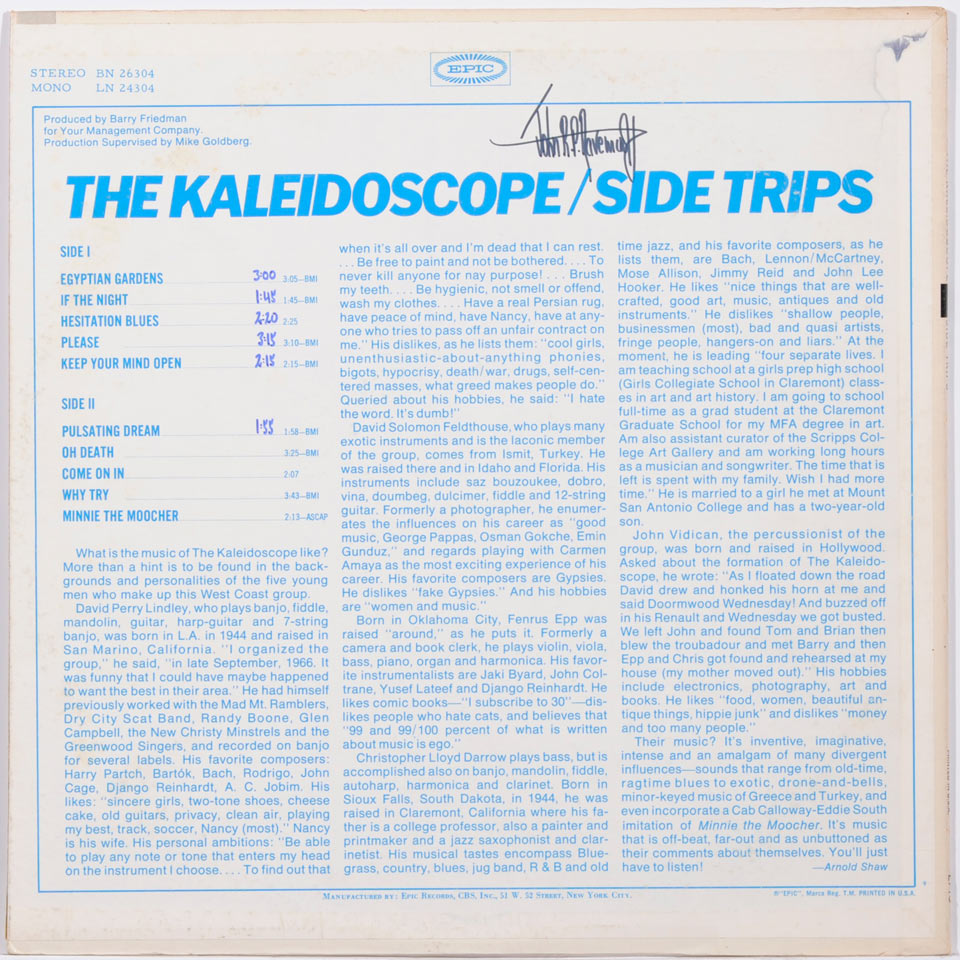 STEREO BN 26304
MONO LN 24304
EPIC
Produced by Barry Friedman
for Your Management Company.
Production Supervised by Mike Goldberg.
THE KALEIDOSCOPE/SIDE TRIPS
SIDE I
EGYPTIAN GARDENS 3:00 3:05—BMI
IF THE NIGHT 1:45 1:45—BMI
HESITATION BLUES 2:20 2:25
PLEASE 3:15 3:10—BMI
KEEP YOUR MIND OPEN 2:15 2:15—BMI
SIDE II
PULSATING DREAM 1:55 1:58—BMI
OH DEATH 3:25—BMI
COME ON IN 2:07
WHY TRY 3:43—BMI
MINNIE THE MOOCHER 2:13—ASCAP
What is the music of The Kaleidoscope like?
More than a hint is to be found in the back-
grounds and personalities of the five young
men who make up this West Coast group.
David Perry Lindley, who plays banjo, fiddle,
mandolin, guitar, harp-guitar and 7-string
banjo, was born in L.A. in 1944 and raised in
San Marino, California. "I organized the
group," he said, "in late September, 1966. It
was funny that I could have maybe happened
to want the best in their area." He had himself
previously worked with the Mad Mt. Ramblers,
Dry City Scat Band, Randy Boone, Glen
Campbell, the New Christy Minstrels and the
Greenwood Singers, and recorded on banjo
for several labels. His favorite composers:
Harry Partch, Bartók, Bach, Rodrigo, John
Cage, Django Reinhardt, A. C. Jobim. His
likes: "sincere girls, two-tone shoes, cheese
cake, old guitars, privacy, clean air, playing
my best, track, soccer, Nancy (most)." Nancy
is his wife. His personal ambitions: "Be able
to play any note or tone that enters my head
on the instrument I choose. . . . To find out that
when it's all over and I'm dead that I can rest.
. . . Be free to paint and not be bothered. . . . To
never kill anyone for nay purpose! . . . Brush
my teeth. . . . Be hygienic, not smell or offend,
wash my clothes. . . . Have a real Persian rug,
have peace of mind, have Nancy, have at any-
one who tries to pass off an unfair contract on
me." His dislikes, as he lists them: "cool girls,
unenthusiastic-about-anything phonies,
bigots, hypocrisy, death/war, drugs, self-cen-
tered masses, what greed makes people do."
Queried about his hobbies, he said: "I hate
the word. It's dumb!"
David Solomon Feldthouse, who plays many
exotic instruments and is the laconic member
of the group, comes from Ismit, Turkey. He
was raised there and in Idaho and Florida. His
instruments include saz bouzoukee, dobro,
vina, doumbeg, dulcimer, fiddle and 12-string
guitar. Formerly a photographer, he enumer-
ates the influences on his career as "good
music, George Pappas, Osman Gokche, Emin
Gunduz," and regards playing with Carmen
Amaya as the most exciting experience of his
career. His favorite composers are Gypsies.
He dislikes "fake Gypsies." And his hobbies
are "women and music."
Born in Oklahoma City, Fenrus Epp was
raised "around," as he puts it. Formerly a
camera and book clerk, he plays violin, viola,
bass, piano, organ and harmonica. His favor-
ite instrumentalists are Jaki Byard, John Col-
trane, Yusef Lateef and Django Reinhardt. He
likes comic books—"I subscribe to 30"—dis-
likes people who hate cats, and believes that
"99 and 99/100 percent of what is written
about music is ego."
Christopher Lloyd Darrow plays bass, but is
accomplished also on banjo, mandolin, fiddle,
autoharp, harmonica and clarinet. Born in
Sioux Falls, South Dakota, in 1944, he was
raised in Claremont, California where his fa-
ther is a college professor, also a painter and
printmaker and a jazz saxophonist and clar-
inetist. His musical tastes encompass Blue-
grass, country, blues, jug band, R & B and old
time jazz, and his favorite composers, as he
lists them, are Bach, Lennon/McCartney,
Mose Allison, Jimmy Reid and John Lee
Hooker. He likes "nice things that are well-
crafted, good art, music, antiques and old
instruments." He dislikes "shallow people,
businessmen (most), bad and quasi artists,
fringe people, hangers-on and liars." At the
moment, he is leading "four separate lives. I
am teaching school at a girls prep high school
(Girls Collegiate School in Claremont) class-
es in art and art history. I am going to school
full-time as a grad student at the Claremont
Graduate School for my MFA degree in art.
Am also assistant curator of the Scripps Col-
lege Art Gallery and am working long hours
as a musician and songwriter. The time that is
left is spent with my family. Wish I had more
time." He is married to a girl he met at Mount
San Antonio College and has a two-year-old
son.
John Vidican, the percussionist of the
group, was born and raised in Hollywood.
Asked about the formation of The Kaleido-
scope, he wrote: "As I floated down the road
David drew and honked his horn at me and
said Doormwood Wednesday! And buzzed off
in his Renault and Wednesday we got busted.
We left John and found Tom and Brian then
blew the troubadour and met Barry and then
Epp and Chris got found and rehearsed at my
house (my mother moved out)." His hobbies
include electronics, photography, art and
books. He likes "food, women, beautiful an-
tique things, hippie junk" and dislikes "money
and too many people."
Their music? It's inventive, imaginative,
intense and an amalgam of many divergent
influences—sounds that range from old-time,
ragtime blues to exotic, drone-and-bells,
minor-keyed music of Greece and Turkey, and
even incorporate a Cab Calloway-Eddie South
imitation of Minnie the Moocher. It's music
that is off-beat, far-out and as unbuttoned as
their comments about themselves. You'll just
have to listen! —Arnold Shaw
Manufactured by: Epic Records, CBS, Inc., 51 W. 52 Street, New York City.
® "EPIC", Marca Reg. T.M. PRINTED IN U.S.A.